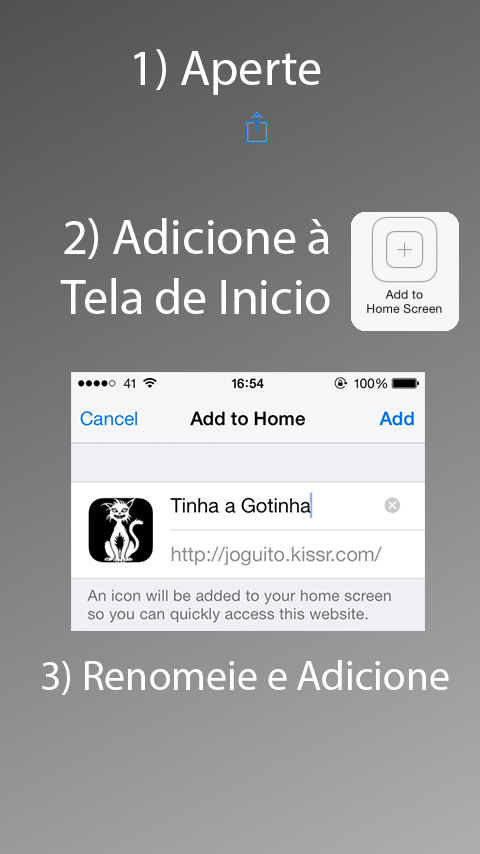 1) Aperte
2) Adicione à
Tela de Inicio
Add to
Home Screen
41 16:54 100%
Cancel Add to Home Add
Tinha a Gotinha
http://joguito.kissr.com/
An icon will be added to your home screen
so you can quickly access this website.
3) Renomeie e Adicione